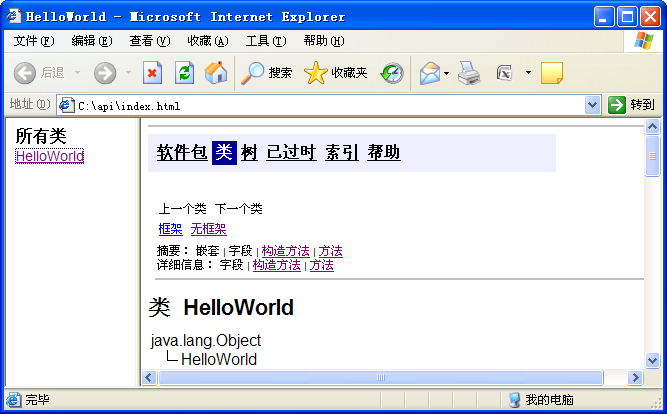 HelloWorld - Microsoft Internet Explorer
文件(F) 编辑(E) 查看(V) 收藏(A) 工具(T) 帮助(H)
后退 搜索 收藏夹
地址(D) C:\api\index.html 转到
所有类
HelloWorld
软件包 类 树 已过时 索引 帮助
上一个类 下一个类
框架 无框架
摘要： 嵌套 | 字段 | 构造方法 | 方法
详细信息： 字段 | 构造方法 | 方法
类 HelloWorld
java.lang.Object
HelloWorld
完毕 我的电脑